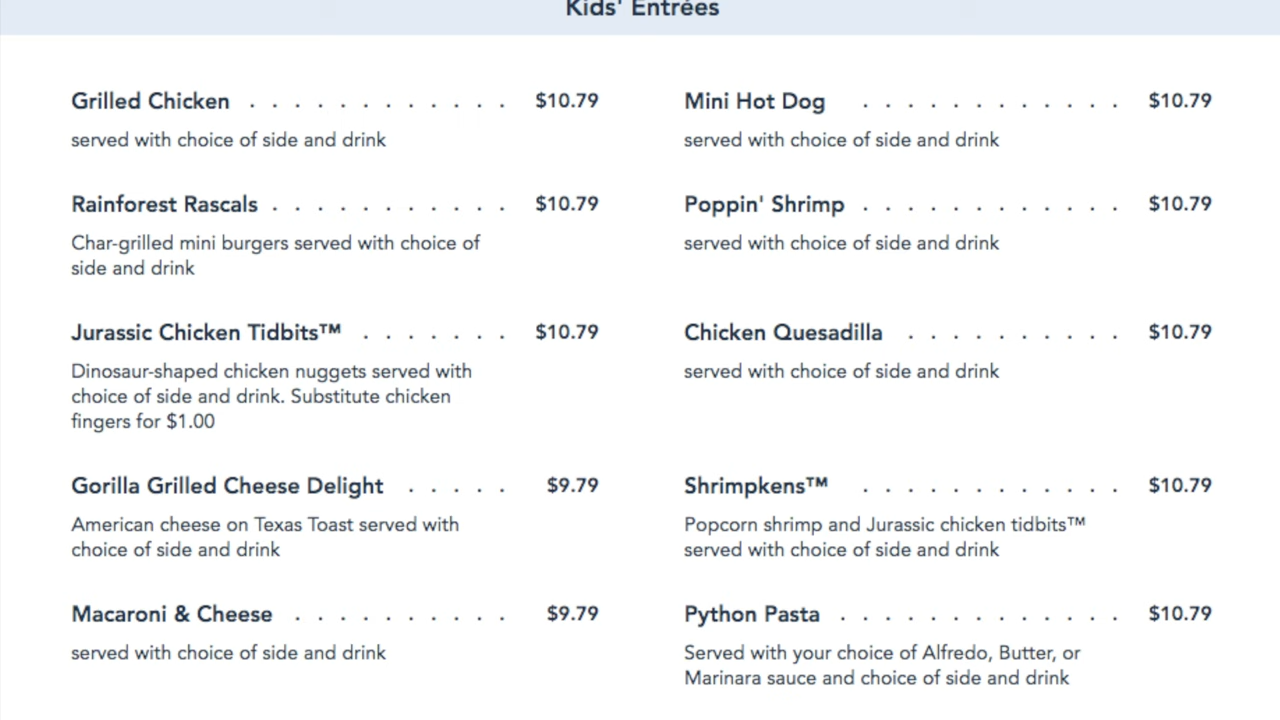 Kids' Entrées
Grilled Chicken . . . . . . . . . . . . $10.79
served with choice of side and drink
Rainforest Rascals . . . . . . . . . . . $10.79
Char-grilled mini burgers served with choice of
side and drink
Jurassic Chicken Tidbits™ . . . . . . . $10.79
Dinosaur-shaped chicken nuggets served with
choice of side and drink. Substitute chicken
fingers for $1.00
Gorilla Grilled Cheese Delight . . . . . $9.79
American cheese on Texas Toast served with
choice of side and drink
Macaroni & Cheese . . . . . . . . . . $9.79
served with choice of side and drink
Mini Hot Dog . . . . . . . . . . . . $10.79
served with choice of side and drink
Poppin' Shrimp . . . . . . . . . . . . $10.79
served with choice of side and drink
Chicken Quesadilla . . . . . . . . . . $10.79
served with choice of side and drink
Shrimpkens™ . . . . . . . . . . . . $10.79
Popcorn shrimp and Jurassic chicken tidbits™
served with choice of side and drink
Python Pasta . . . . . . . . . . . . . $10.79
Served with your choice of Alfredo, Butter, or
Marinara sauce and choice of side and drink